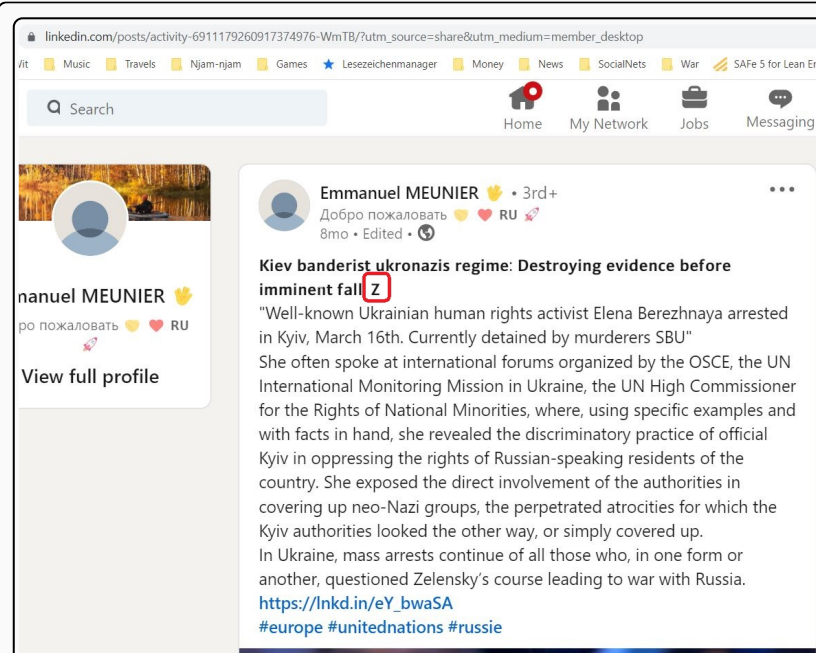 linkedin.com/posts/activity-6911179260917374976-WmTB/?utm_source=share&utm_medium=member_desktop
Music Travels Njam-njam Games Lesezeichenmanager Money News SocialNets War SAFe 5 for Lean
Search
Home My Network Jobs Messaging
Emmanuel MEUNIER 🖖 • 3rd+
Добро пожаловать 🤝 ❤️ RU 🚀
8mo • Edited •
Kiev banderist ukronazis regime: Destroying evidence before
imminent fall Z
"Well-known Ukrainian human rights activist Elena Berezhnaya arrested
in Kyiv, March 16th. Currently detained by murderers SBU"
She often spoke at international forums organized by the OSCE, the UN
International Monitoring Mission in Ukraine, the UN High Commissioner
for the Rights of National Minorities, where, using specific examples and
with facts in hand, she revealed the discriminatory practice of official
Kyiv in oppressing the rights of Russian-speaking residents of the
country. She exposed the direct involvement of the authorities in
covering up neo-Nazi groups, the perpetrated atrocities for which the
Kyiv authorities looked the other way, or simply covered up.
In Ukraine, mass arrests continue of all those who, in one form or
another, questioned Zelensky's course leading to war with Russia.
https://lnkd.in/eY_bwaSA
#europe #unitednations #russie
nanuel MEUNIER 🖖
ро пожаловать 🤝 ❤️ RU
🚀
View full profile